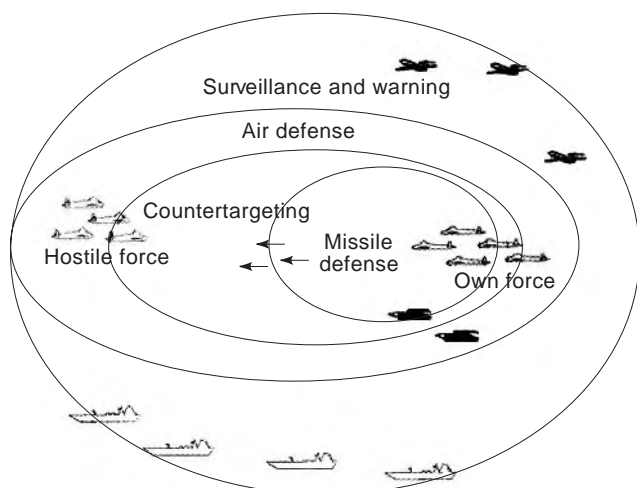 Surveillance and warning
Air defense
Countertargeting
Hostile force
Missile
defense
Own force